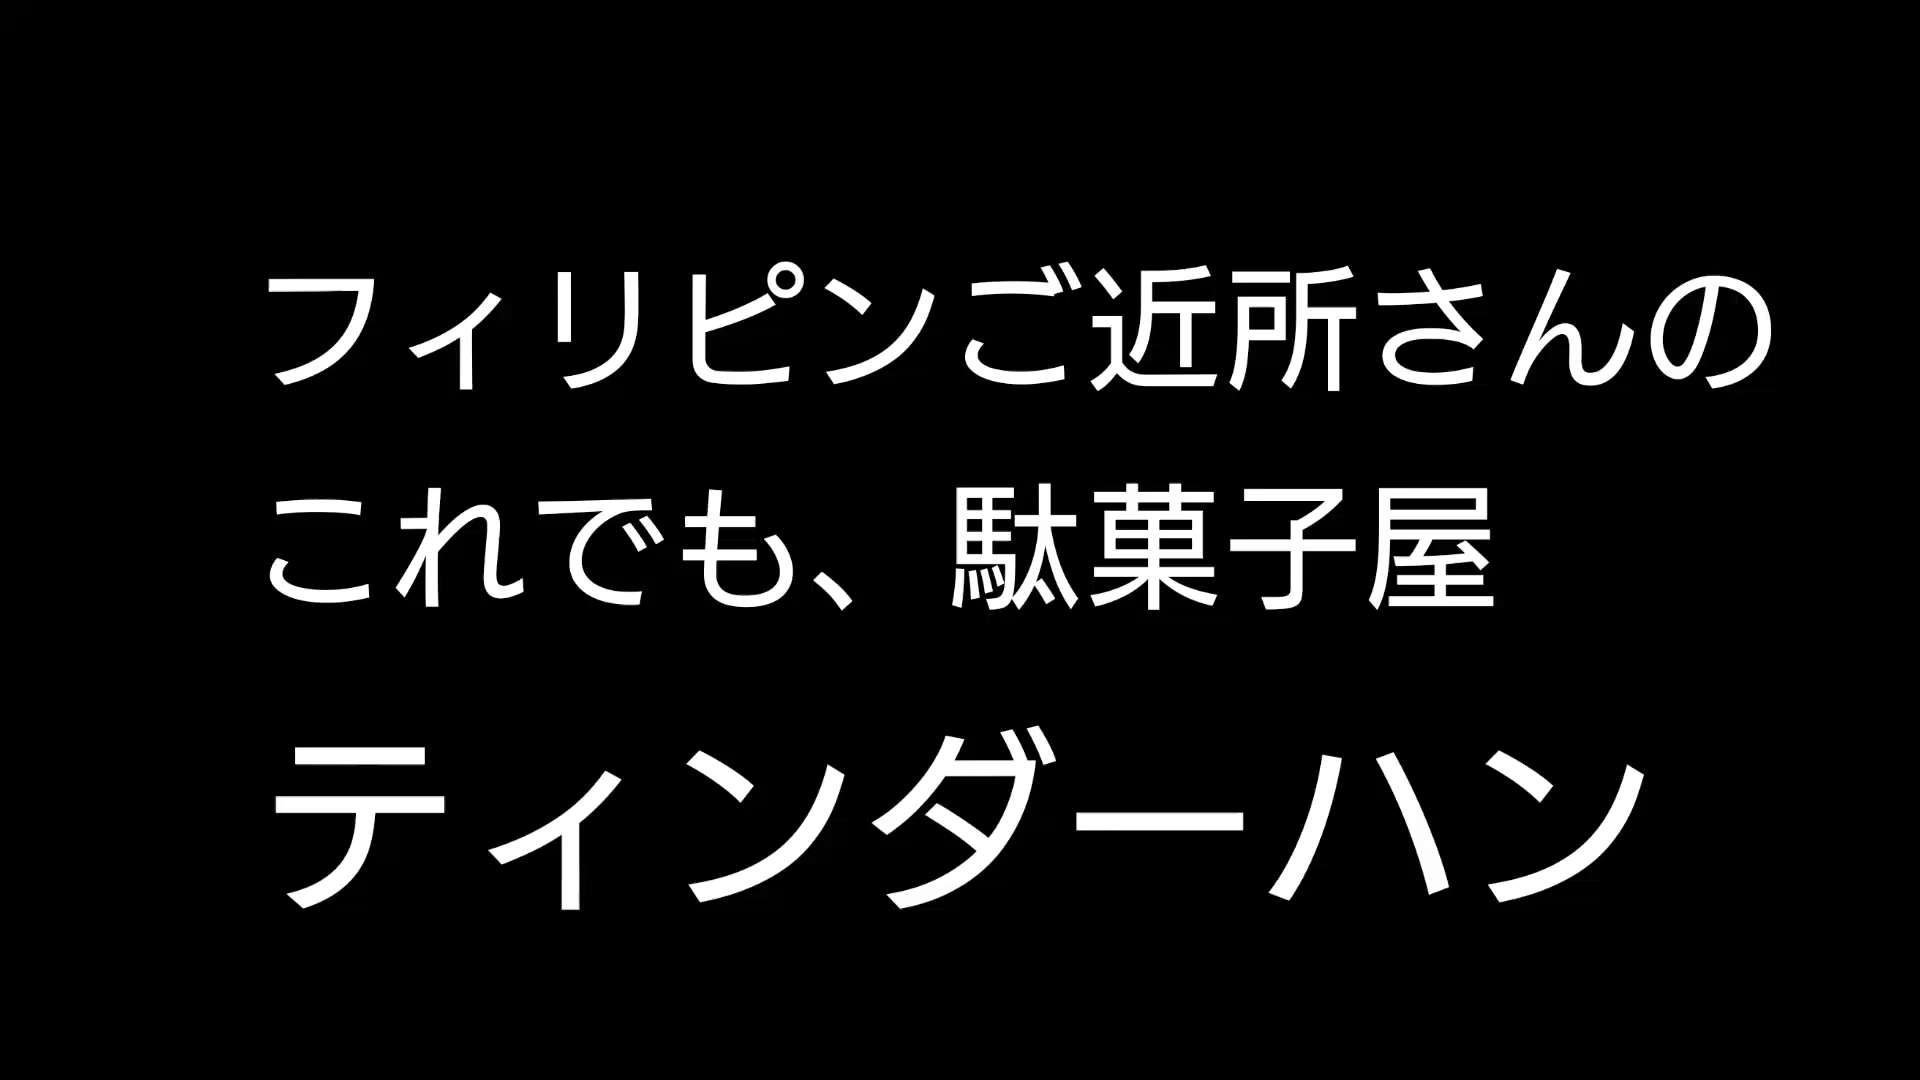 フィリピンご近所さんの
これでも、駄菓子屋
ティンダーハン